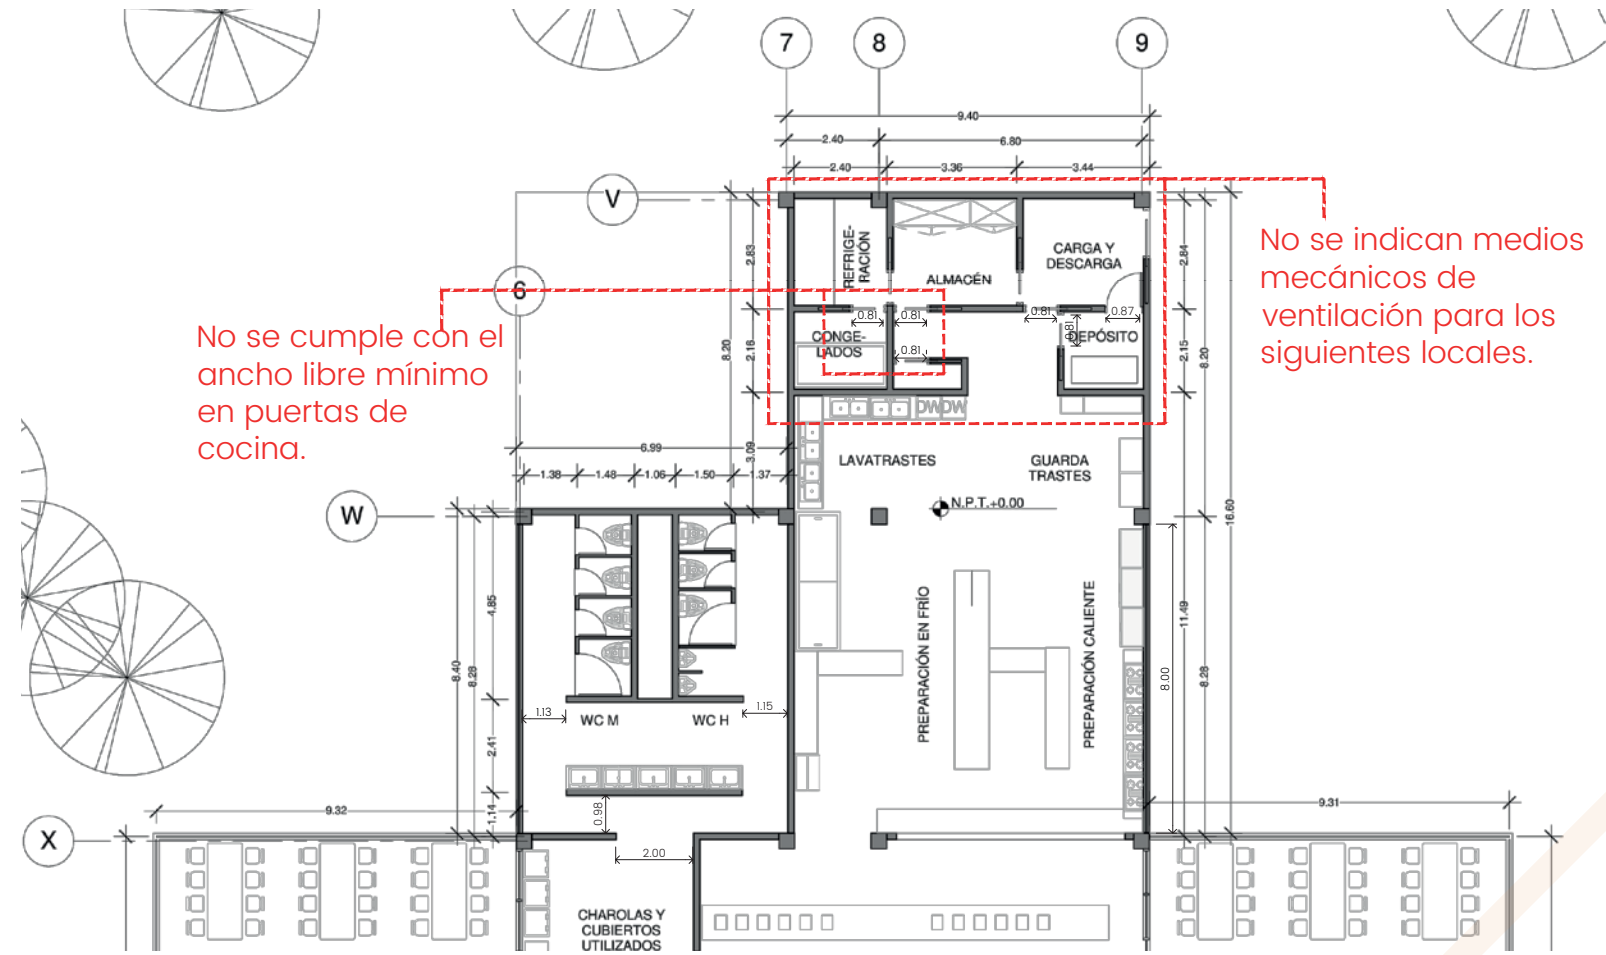 7
8
9
9.40
2.40
6.80
2.40
3.36
3.44
V
REFRIGE-
RACIÓN
ALMACÉN
CARGA Y
DESCARGA
2.83
2.84
No se indican medios
mecánicos de
ventilación para los
siguientes locales.
6
No se cumple con el
ancho libre mínimo
en puertas de
cocina.
0.81
0.81
0.81
0.87
0.81
0.81
CONGE-
LADOS
DEPÓSITO
8.20
2.16
2.15
8.20
DW
DW
6.99
3.09
1.38
1.48
1.06
1.50
1.37
LAVATRASTES
GUARDA
TRASTES
W
N.P.T.+0.00
16.60
4.85
PREPARACIÓN EN FRÍO
PREPARACIÓN CALIENTE
11.49
8.40
8.28
8.00
8.28
1.13
WC M
WC H
1.15
2.41
9.32
1.14
0.98
9.31
X
2.00
CHAROLAS Y
CUBIERTOS
UTILIZADOS